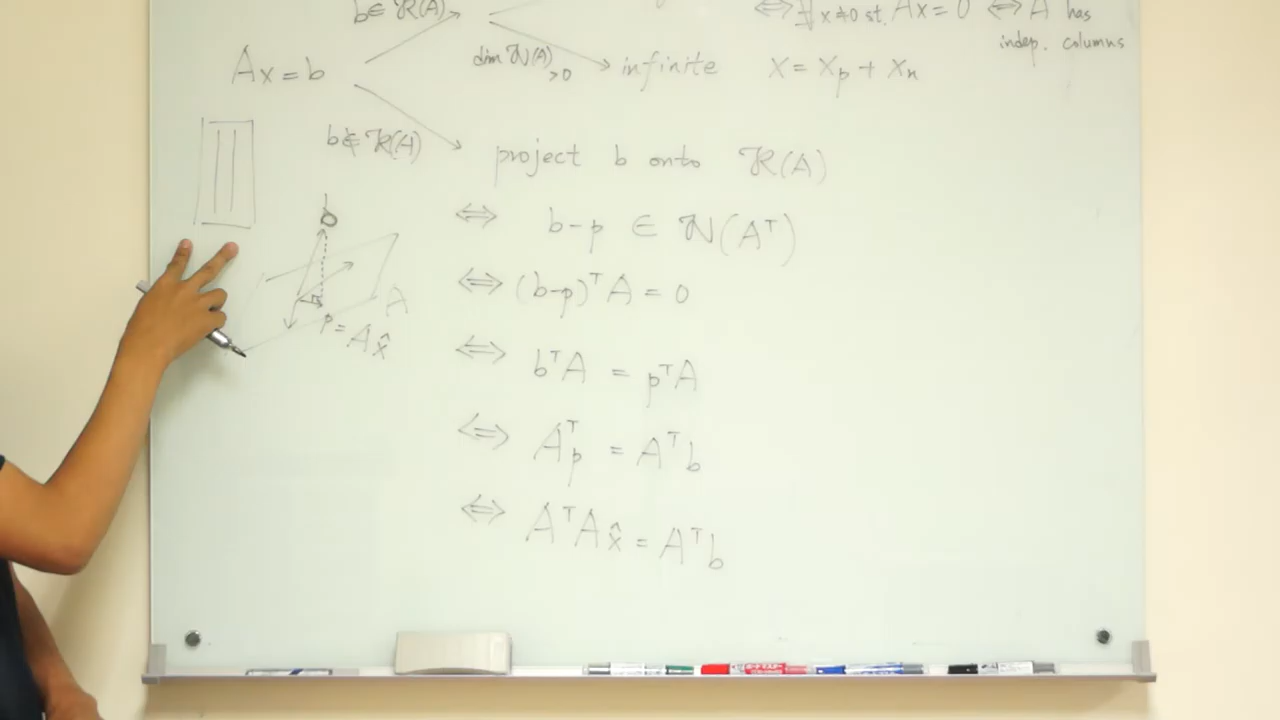 b∈ R(A)
⇔ ∄ x≠0 st. Ax = 0 ⇔ A has
indep. columns
Ax = b
dim N(A) >0
infinite x = xₚ + xₙ
b∉ R(A)
project b onto R(A)
b
⇔ b-p ∈ N(Aᵀ)
⇔ (b-p)ᵀA = 0
A
p = Ax̂
⇔ bᵀA = pᵀA
⇔ Aᵀp = Aᵀb
⇔ AᵀAx̂ = Aᵀb